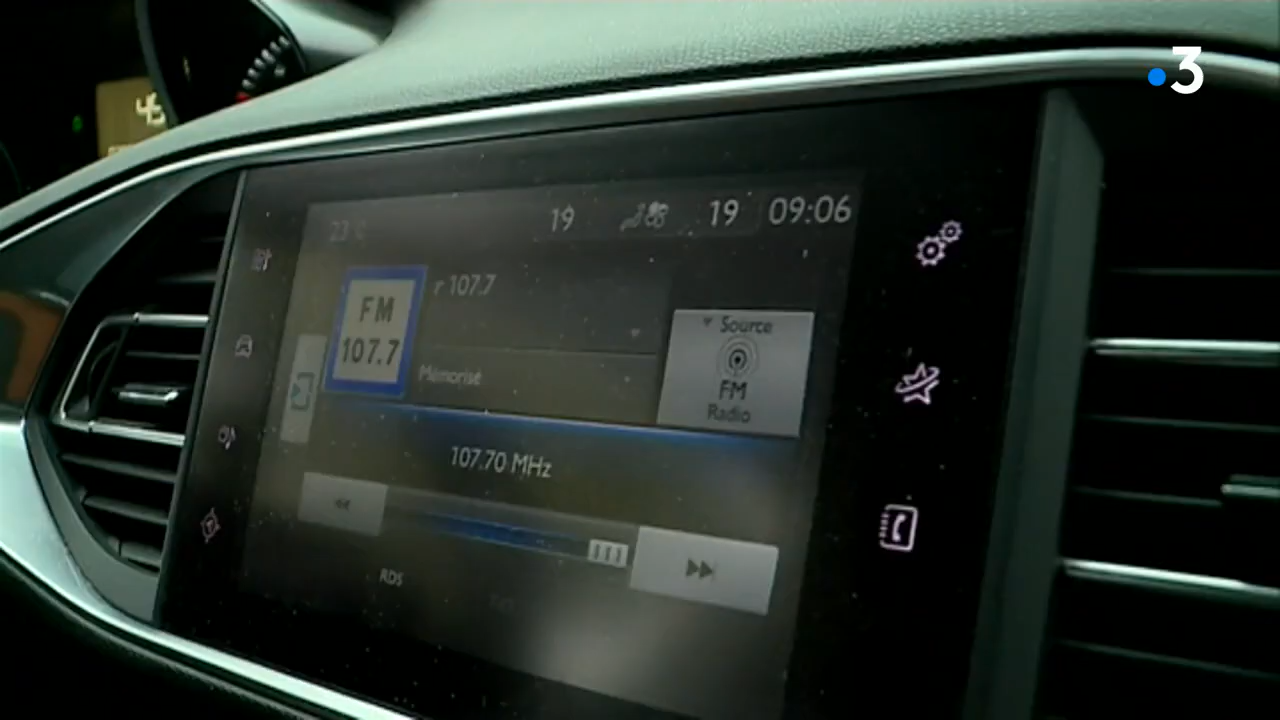 3
19
19
09:06
FM
107.7
r 107.7
Mémorisé
Source
FM
Radio
107.70 MHz
RDS